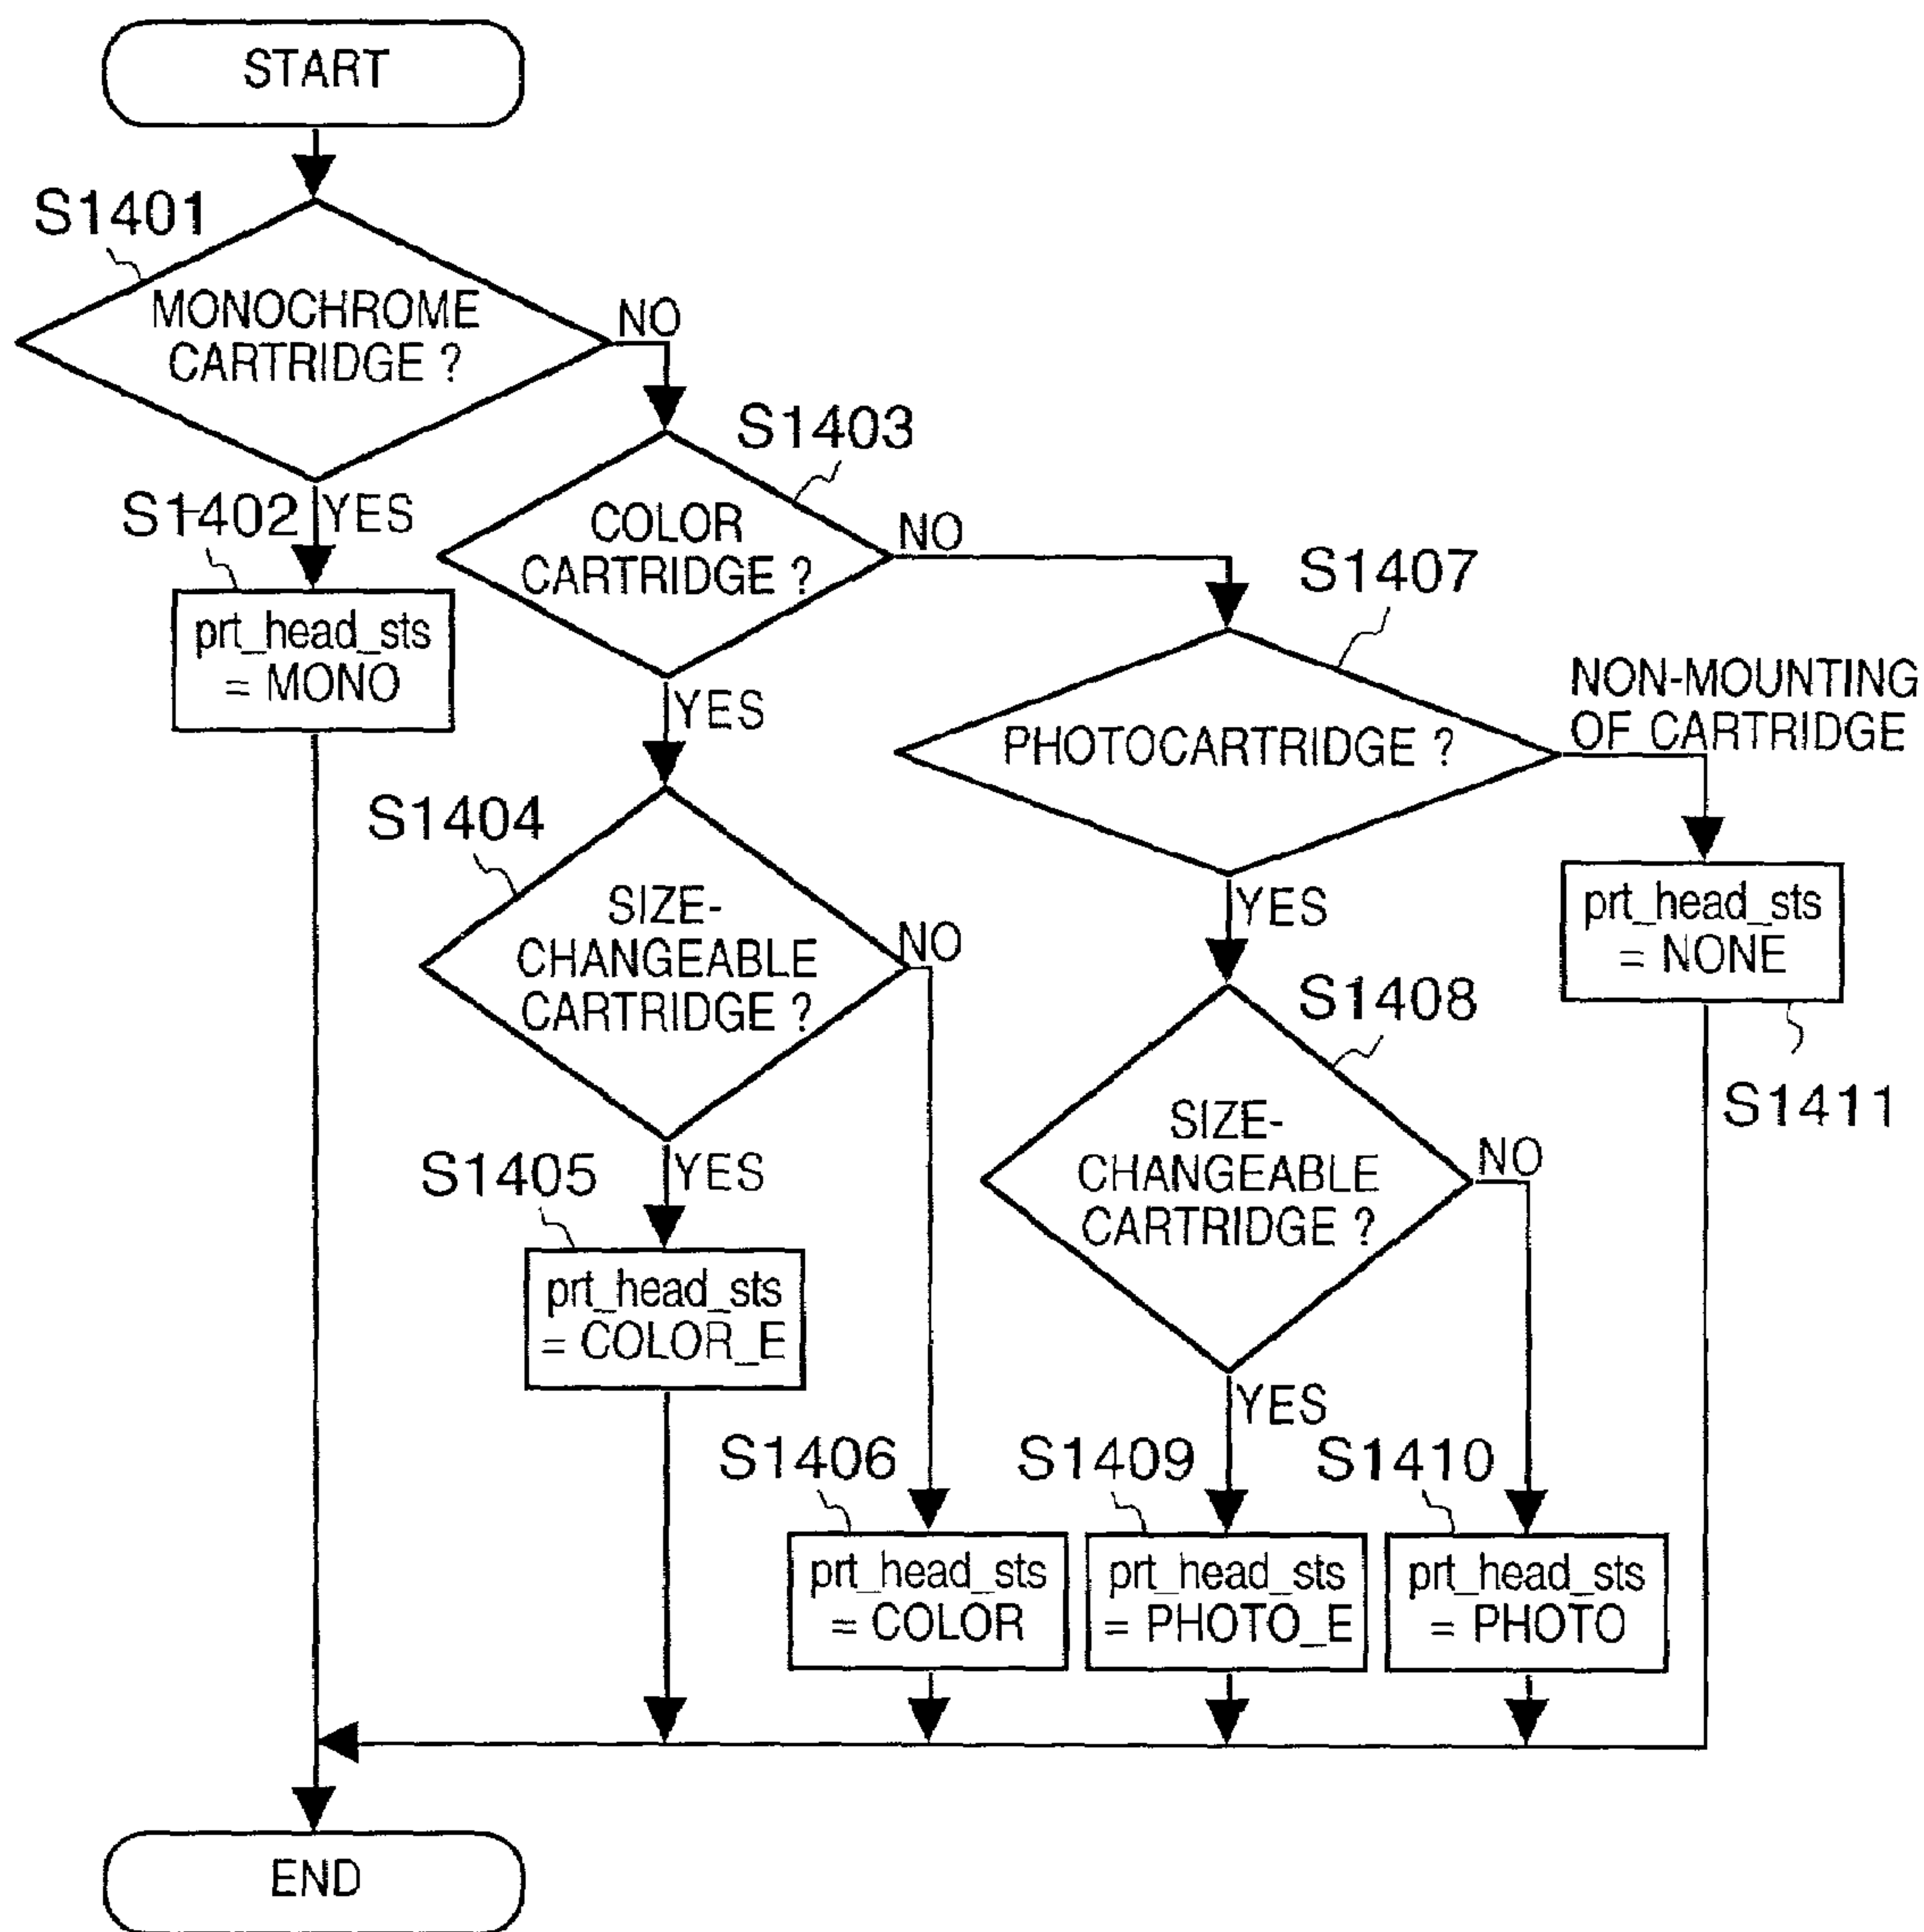 START
S1401
MONOCHROME
CARTRIDGE ?
NO
S1402
YES
prt_head_sts
= MONO
S1403
COLOR
CARTRIDGE ?
NO
YES
S1407
PHOTOCARTRIDGE ?
NON-MOUNTING
OF CARTRIDGE
YES
prt_head_sts
= NONE
S1411
S1404
SIZE-
CHANGEABLE
CARTRIDGE ?
NO
YES
S1405
prt_head_sts
= COLOR_E
S1408
SIZE-
CHANGEABLE
CARTRIDGE ?
NO
YES
S1406
prt_head_sts
= COLOR
S1409
prt_head_sts
= PHOTO_E
S1410
prt_head_sts
= PHOTO
END